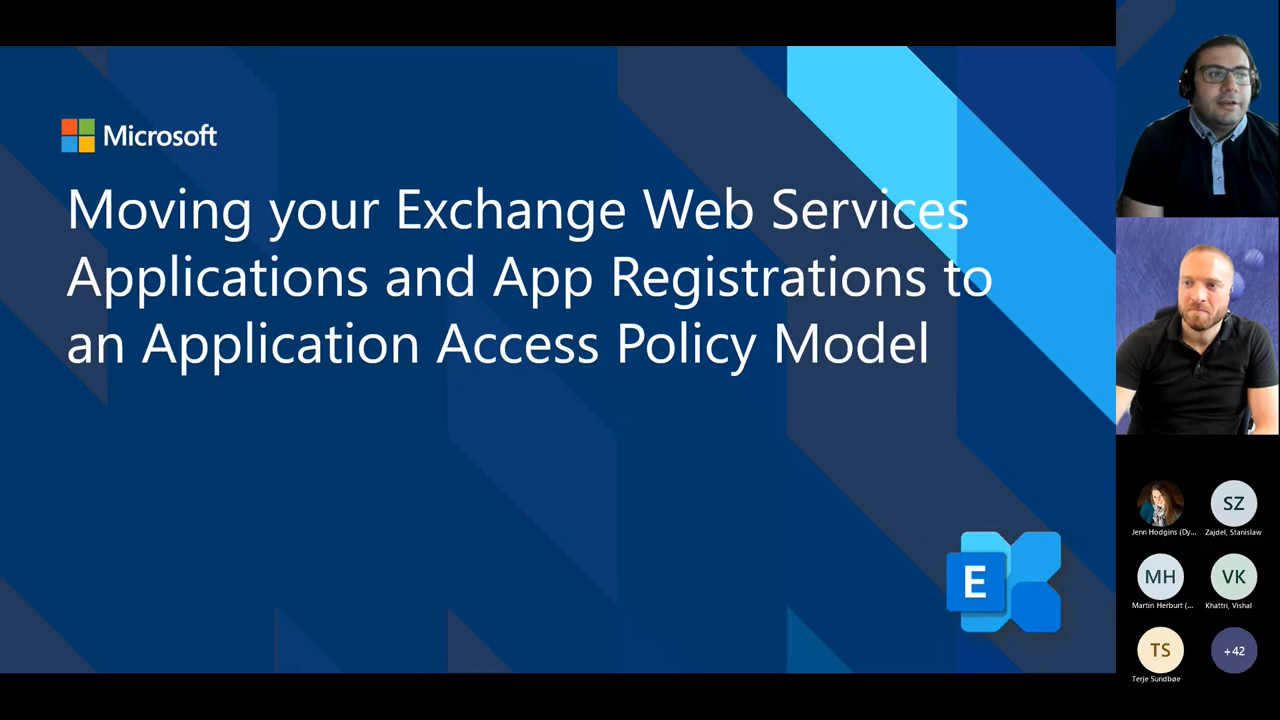 Microsoft
Moving your Exchange Web Services
Applications and App Registrations to
an Application Access Policy Model
E
SZ
Jenn Hodgins (Dy...
Zajdel, Stanislaw
MH
VK
Martin Herburt (...
Khattri, Vishal
TS
+42
Terje Sundbøe